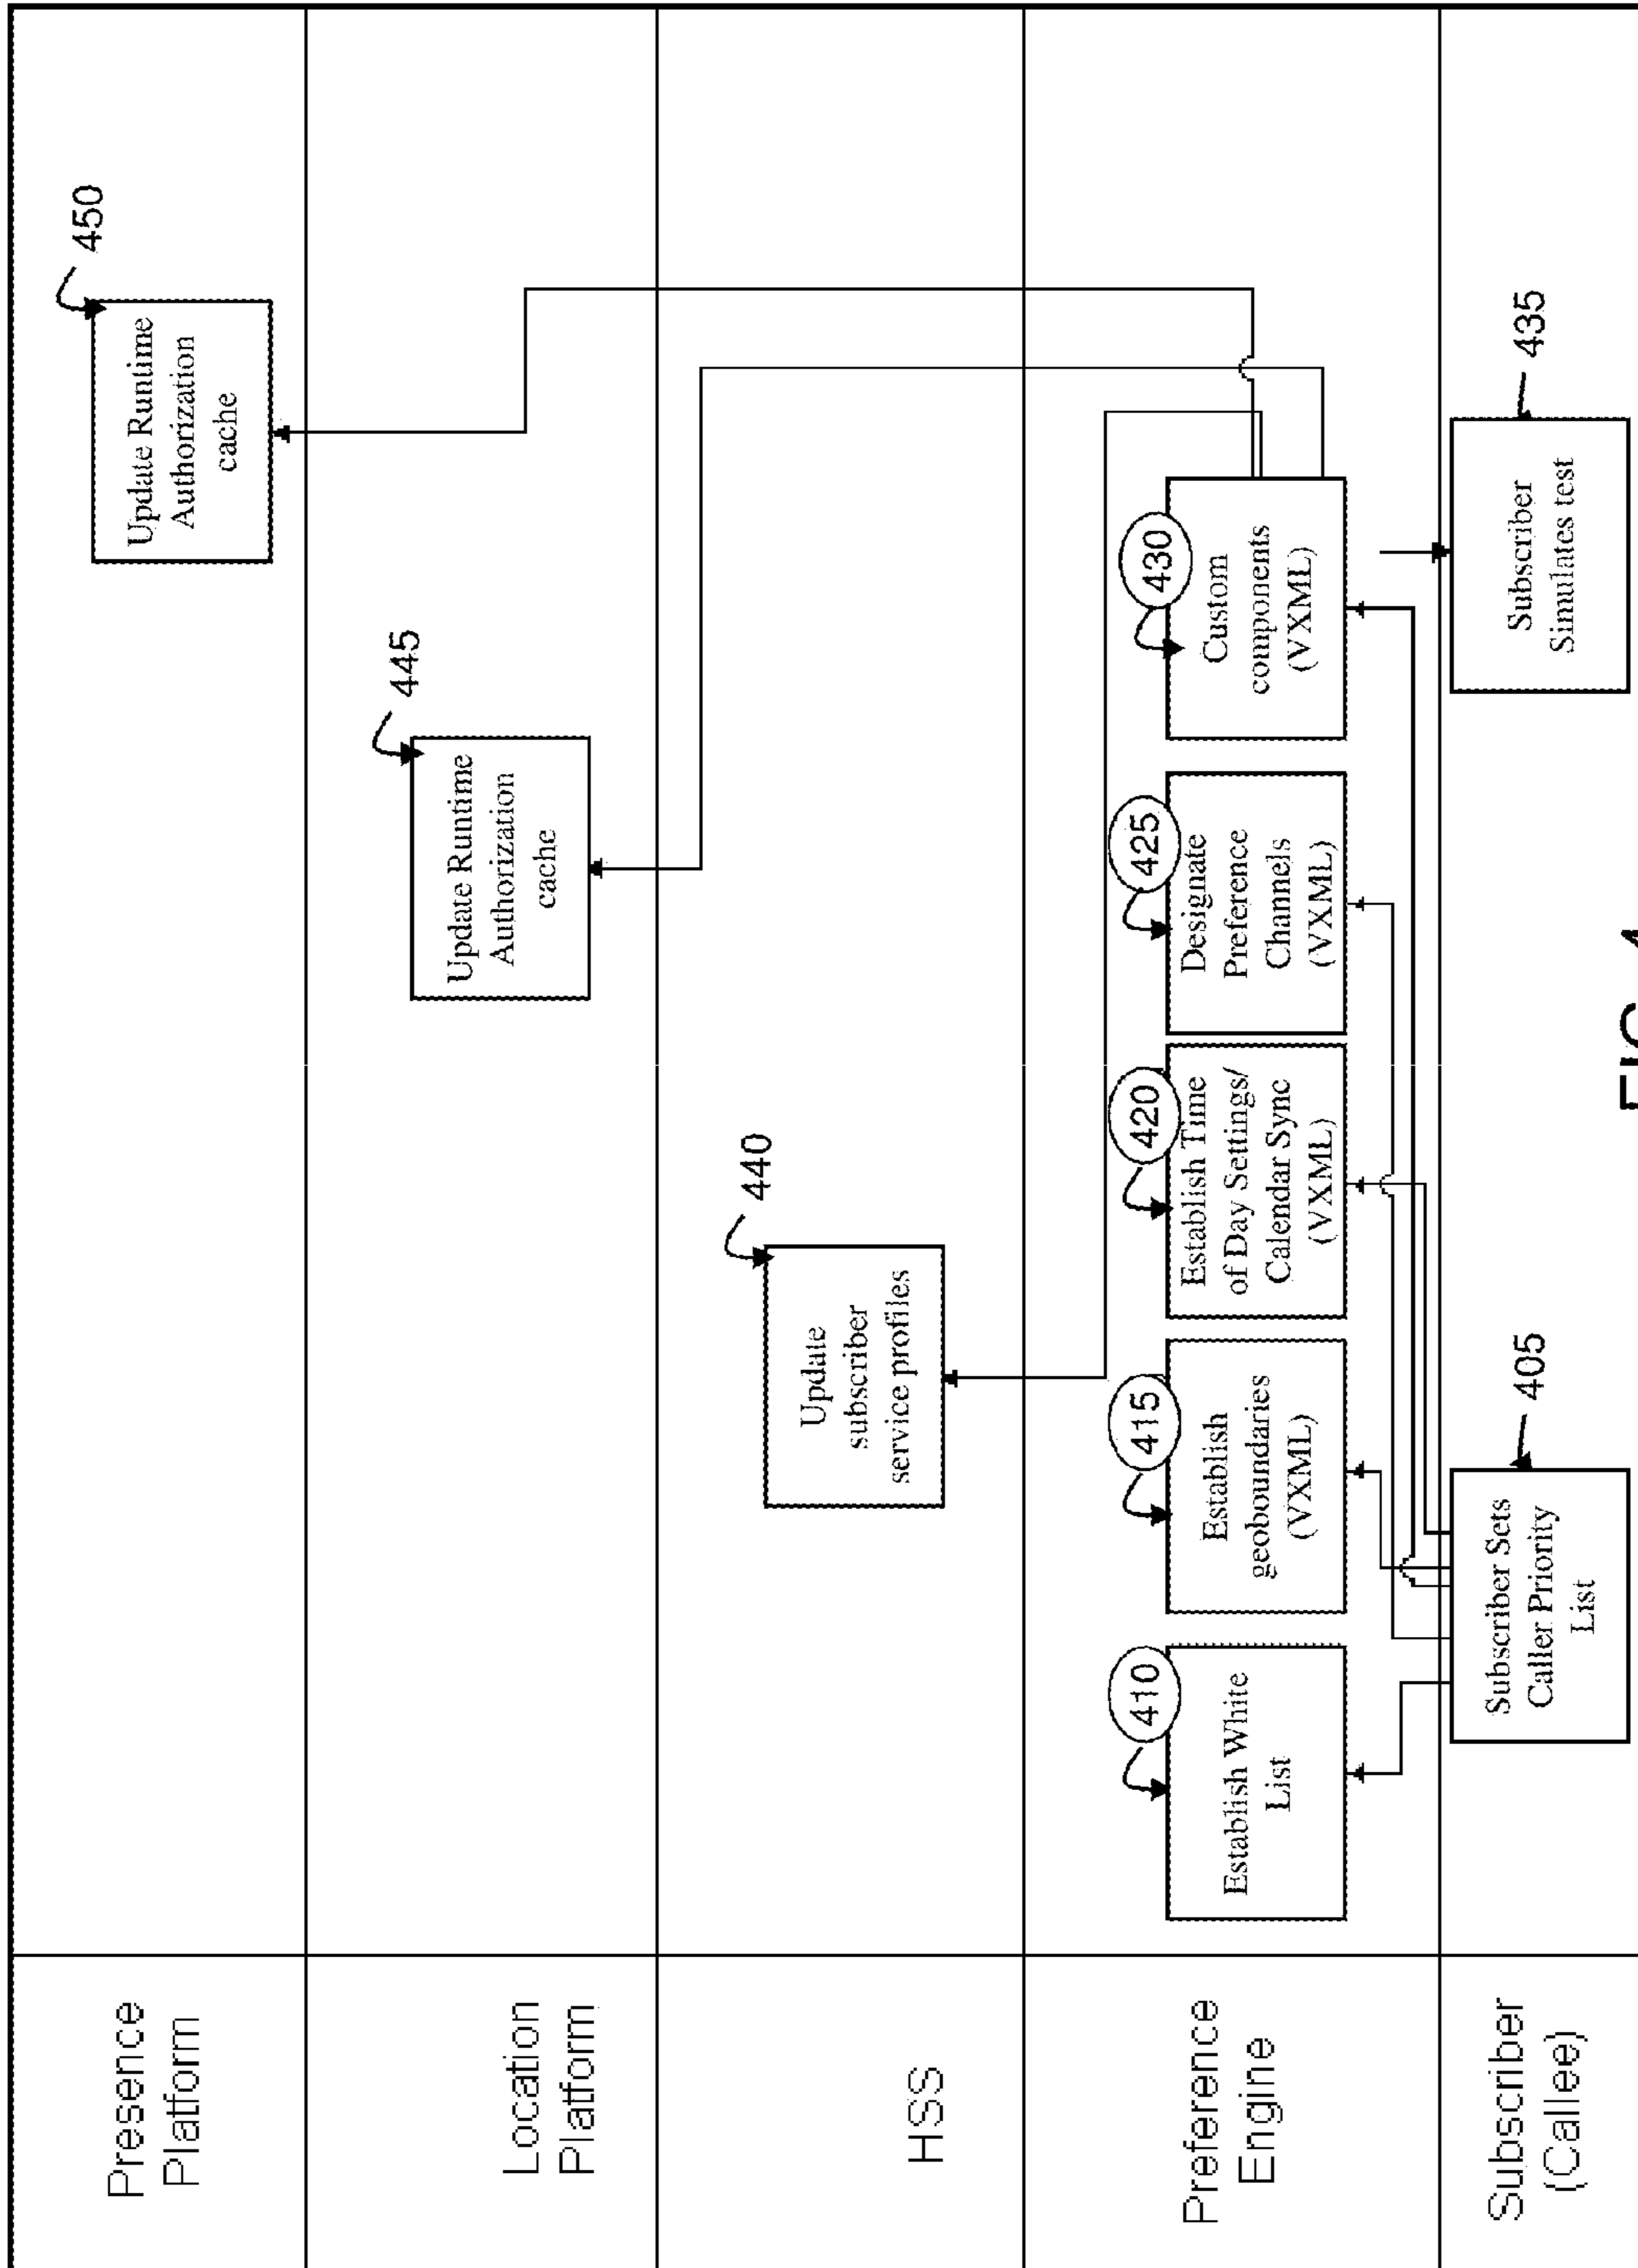 Presence
Platform
450
Update Runtime
Authorization
cache
Location
Platform
445
Update Runtime
Authorization
cache
HSS
440
Update
subscriber
service profiles
Preference
Engine
410
Establish White
List
415
Establish
geoboundaries
(VXML)
420
Establish Time
of Day Settings/
Calendar Sync
(VXML)
425
Designate
Preference
Channels
(VXML)
430
Custom
components
(VXML)
Subscriber
(Callee)
405
Subscriber Sets
Caller Priority
List
435
Subscriber
Simulates test